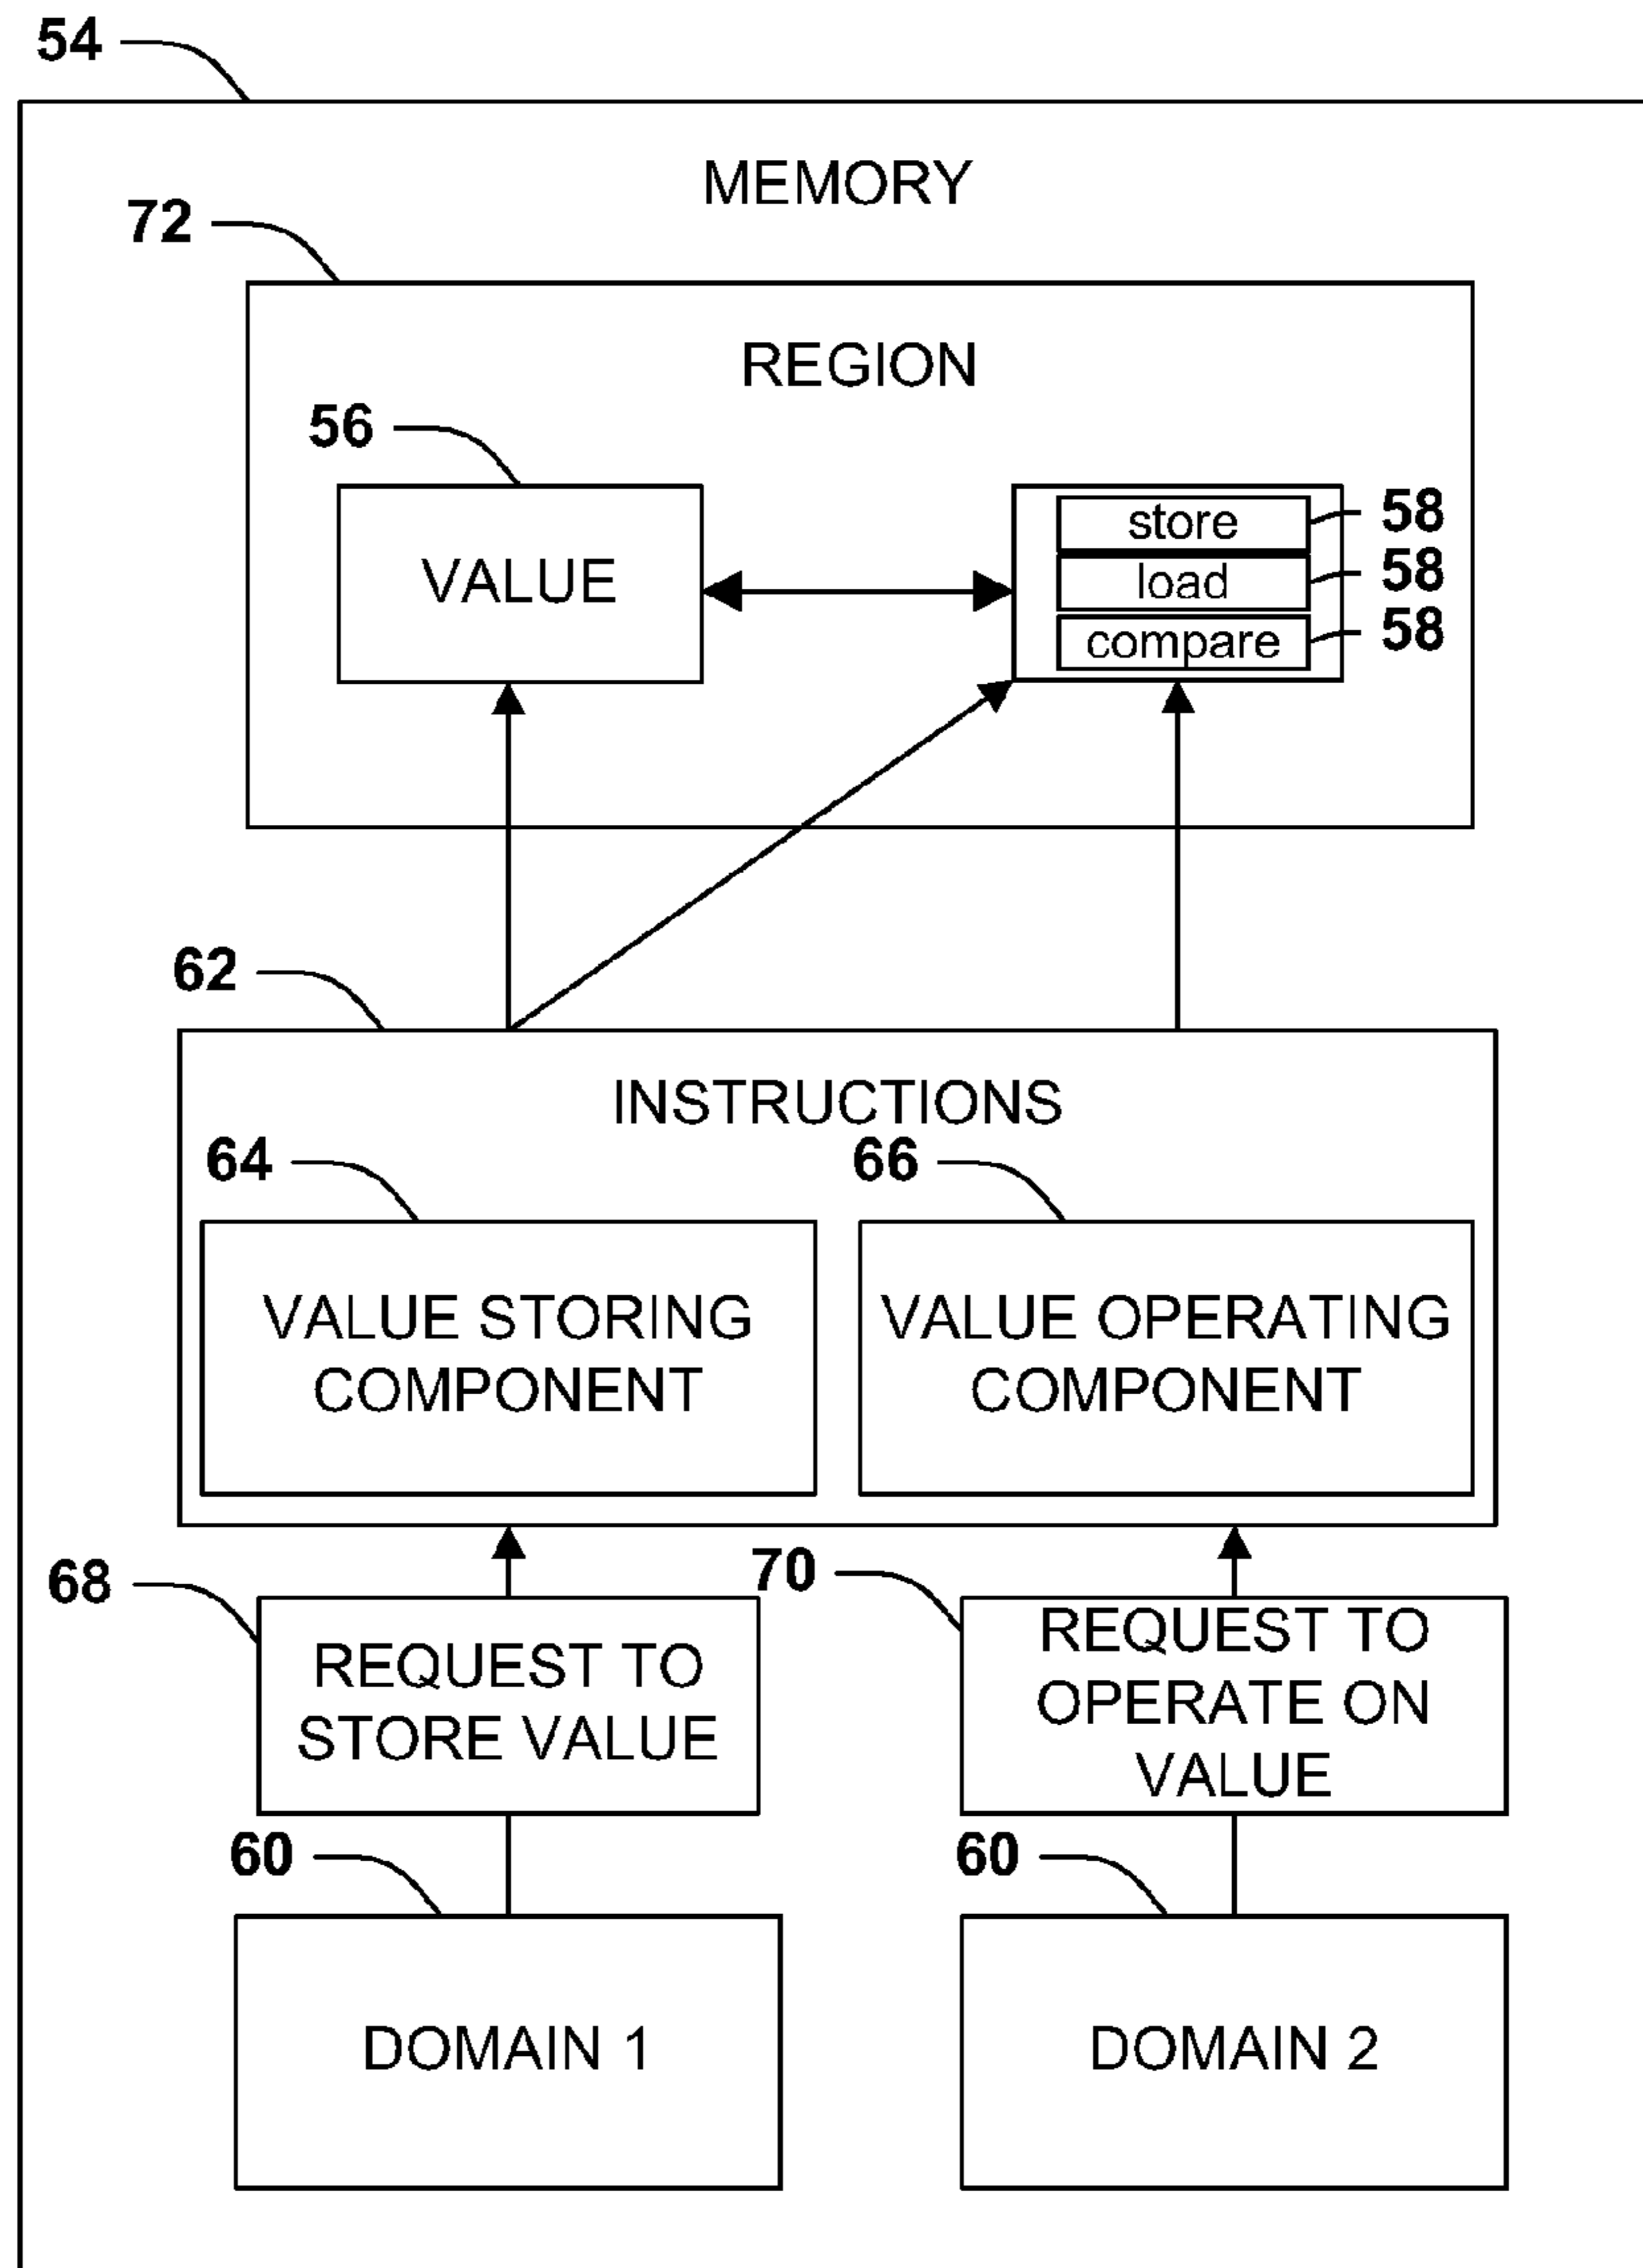 54
MEMORY
72
REGION
56
VALUE
store
58
load
58
compare
58
62
INSTRUCTIONS
64
66
VALUE STORING
COMPONENT
VALUE OPERATING
COMPONENT
68
REQUEST TO
STORE VALUE
70
REQUEST TO
OPERATE ON
VALUE
60
DOMAIN 1
60
DOMAIN 2